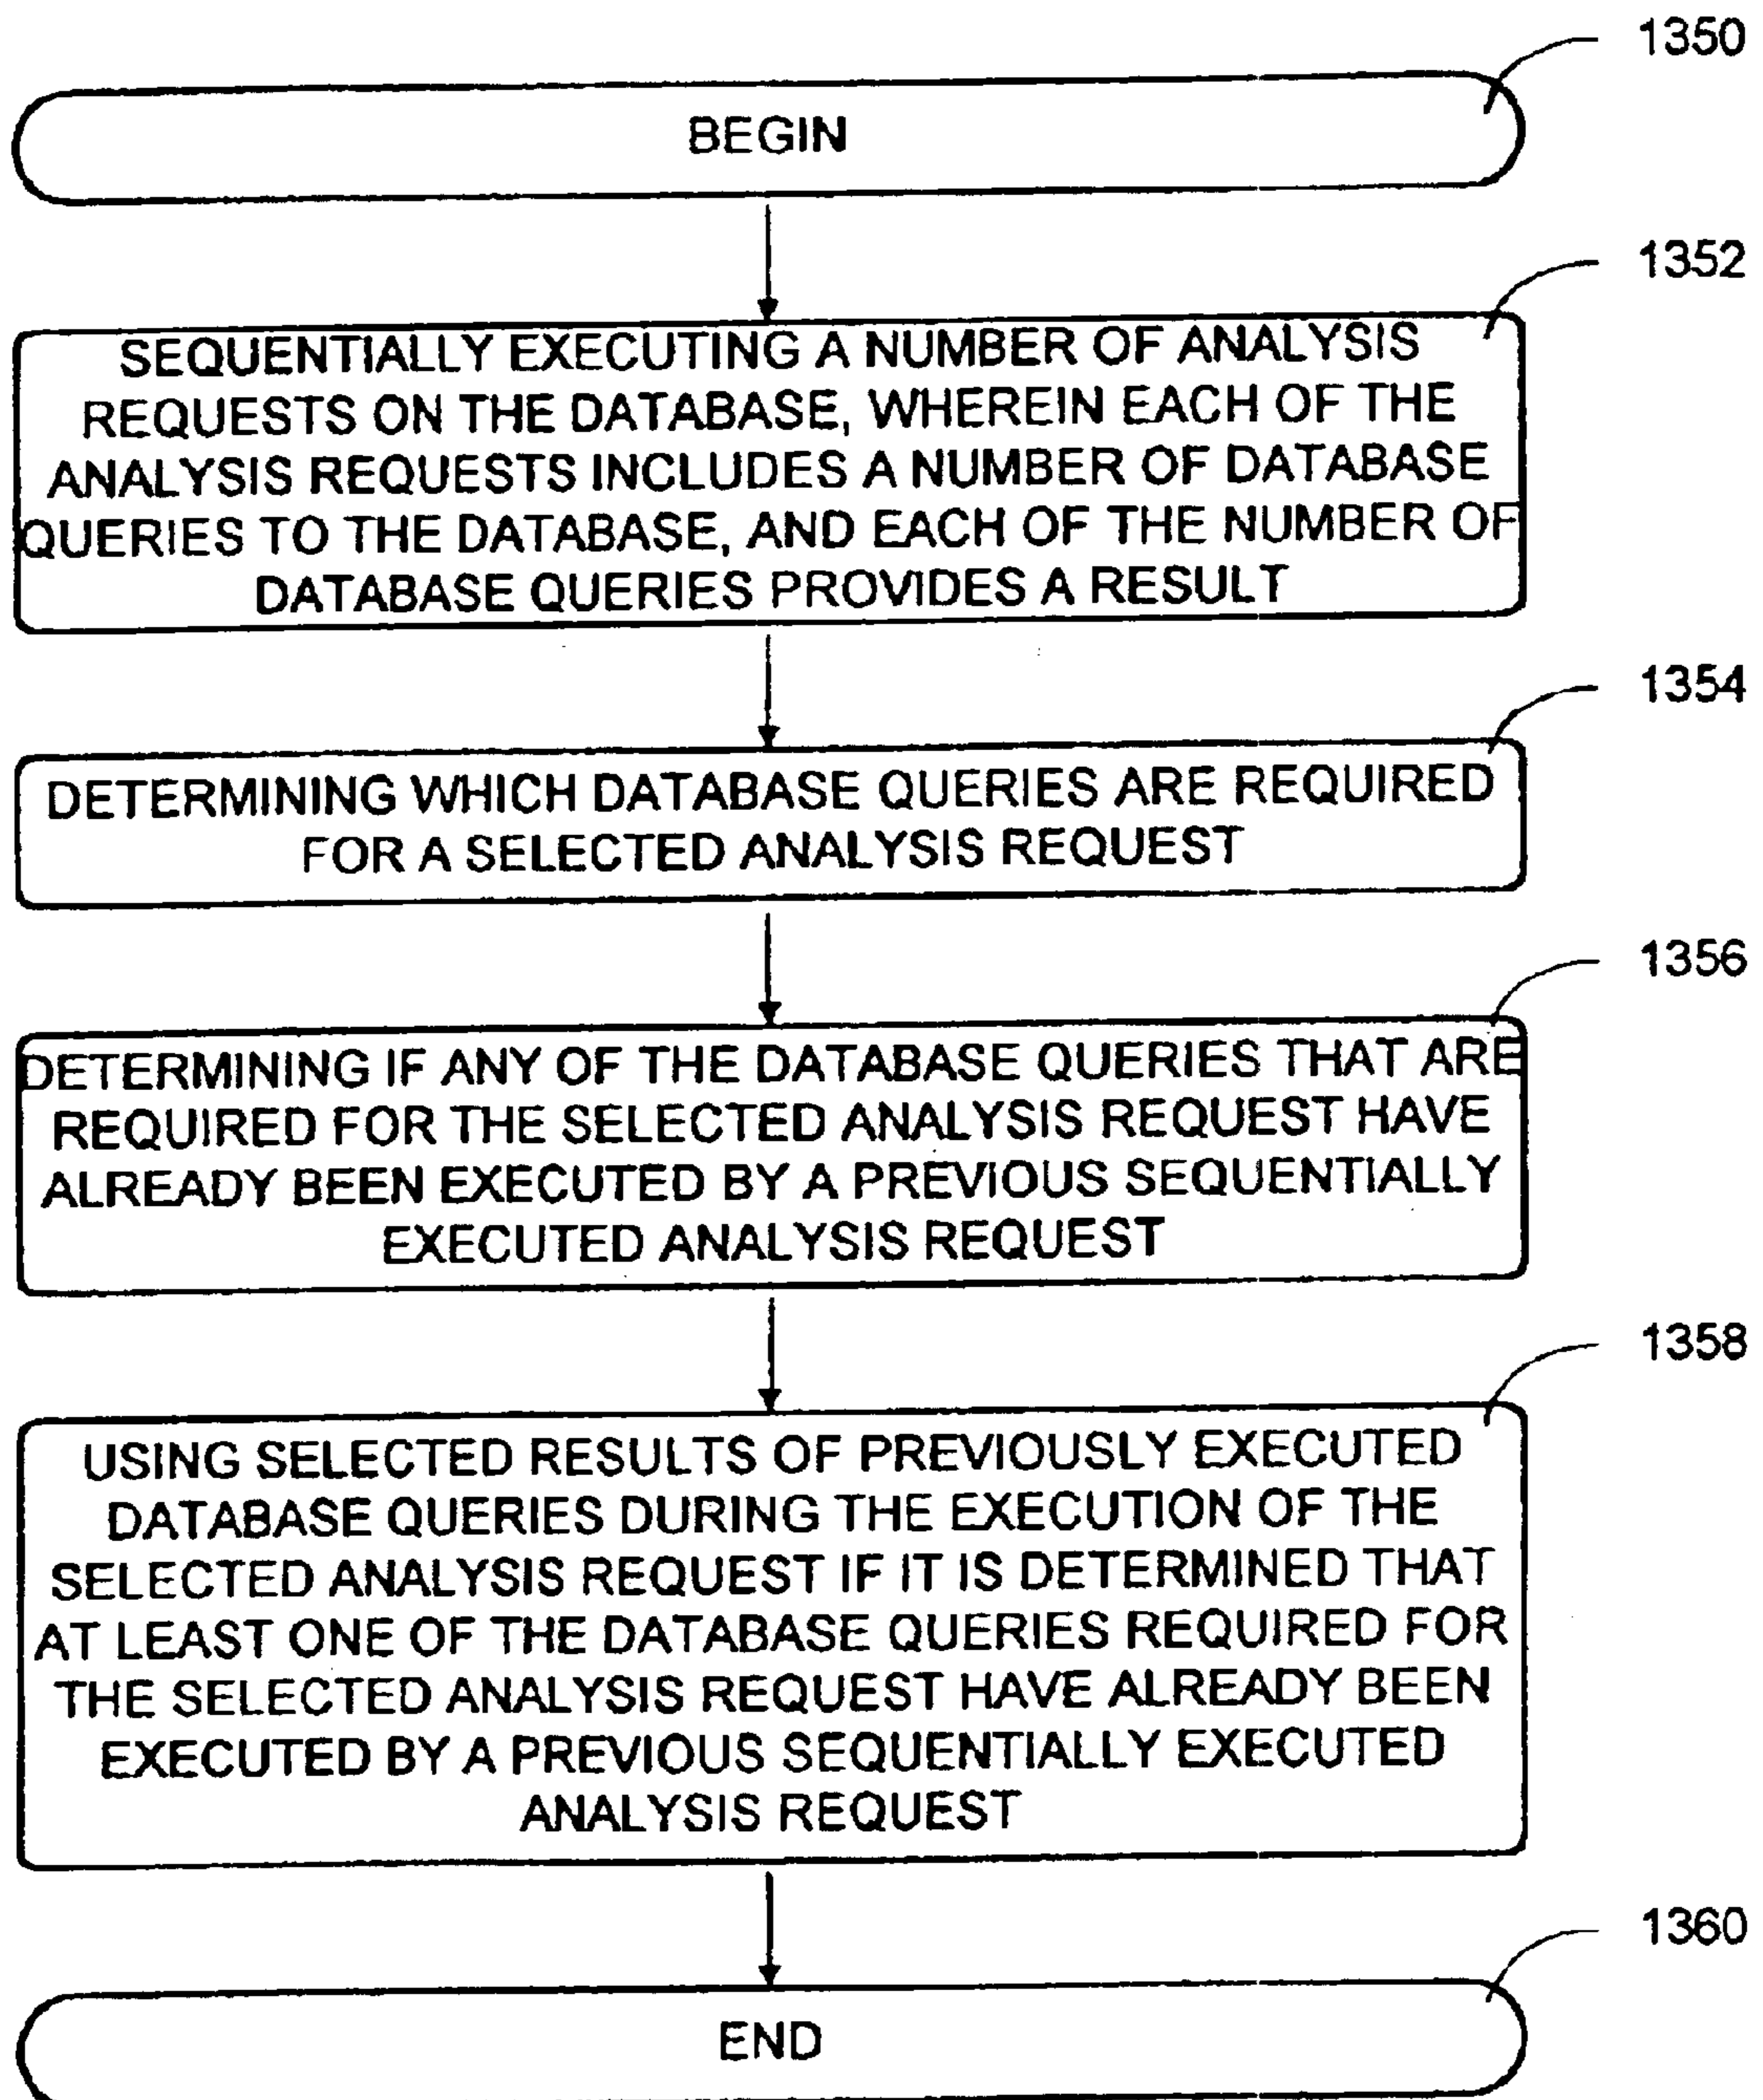 1350
BEGIN
1352
SEQUENTIALLY EXECUTING A NUMBER OF ANALYSIS
REQUESTS ON THE DATABASE, WHEREIN EACH OF THE
ANALYSIS REQUESTS INCLUDES A NUMBER OF DATABASE
QUERIES TO THE DATABASE, AND EACH OF THE NUMBER OF
DATABASE QUERIES PROVIDES A RESULT
1354
DETERMINING WHICH DATABASE QUERIES ARE REQUIRED
FOR A SELECTED ANALYSIS REQUEST
1356
DETERMINING IF ANY OF THE DATABASE QUERIES THAT ARE
REQUIRED FOR THE SELECTED ANALYSIS REQUEST HAVE
ALREADY BEEN EXECUTED BY A PREVIOUS SEQUENTIALLY
EXECUTED ANALYSIS REQUEST
1358
USING SELECTED RESULTS OF PREVIOUSLY EXECUTED
DATABASE QUERIES DURING THE EXECUTION OF THE
SELECTED ANALYSIS REQUEST IF IT IS DETERMINED THAT
AT LEAST ONE OF THE DATABASE QUERIES REQUIRED FOR
THE SELECTED ANALYSIS REQUEST HAVE ALREADY BEEN
EXECUTED BY A PREVIOUS SEQUENTIALLY EXECUTED
ANALYSIS REQUEST
1360
END